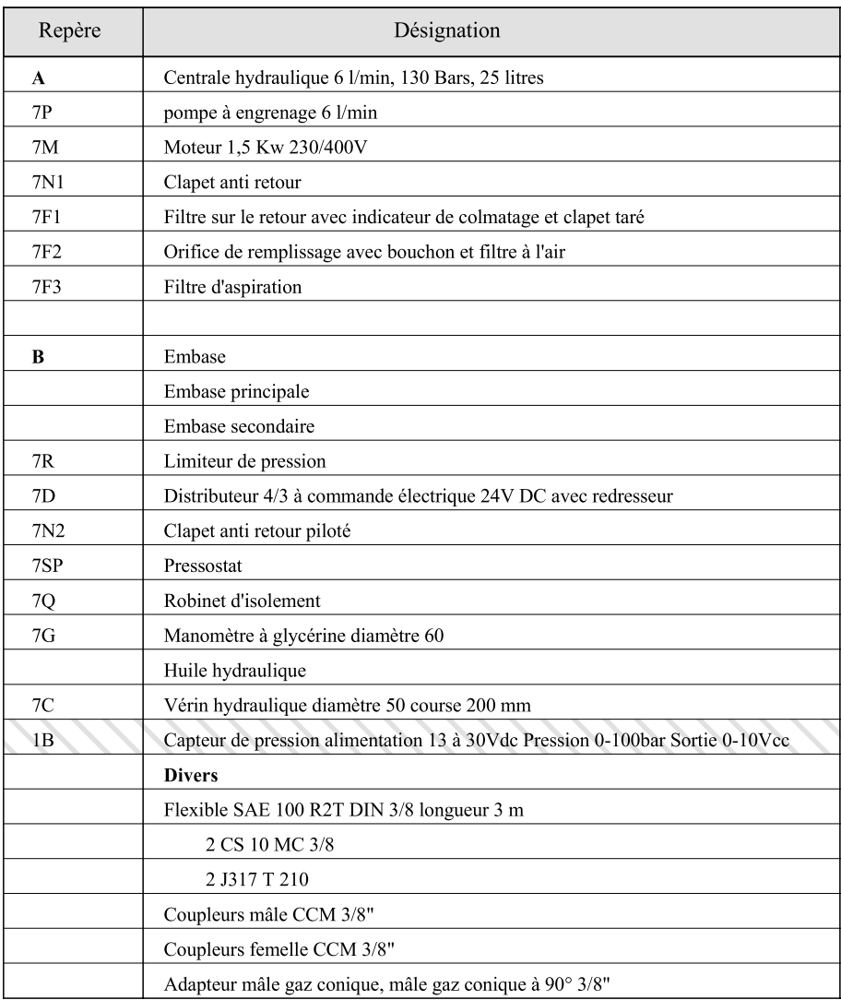 Repère Désignation
A Centrale hydraulique 6 l/min, 130 Bars, 25 litres
7P pompe à engrenage 6 l/min
7M Moteur 1,5 Kw 230/400V
7N1 Clapet anti retour
7F1 Filtre sur le retour avec indicateur de colmatage et clapet taré
7F2 Orifice de remplissage avec bouchon et filtre à l'air
7F3 Filtre d'aspiration
B Embase
Embase principale
Embase secondaire
7R Limiteur de pression
7D Distributeur 4/3 à commande électrique 24V DC avec redresseur
7N2 Clapet anti retour piloté
7SP Pressostat
7Q Robinet d'isolement
7G Manomètre à glycérine diamètre 60
Huile hydraulique
7C Vérin hydraulique diamètre 50 course 200 mm
1B Capteur de pression alimentation 13 à 30Vdc Pression 0-100bar Sortie 0-10Vcc
Divers
Flexible SAE 100 R2T DIN 3/8 longueur 3 m
2 CS 10 MC 3/8
2 J317 T 210
Coupleurs mâle CCM 3/8"
Coupleurs femelle CCM 3/8"
Adapteur mâle gaz conique, mâle gaz conique à 90° 3/8"